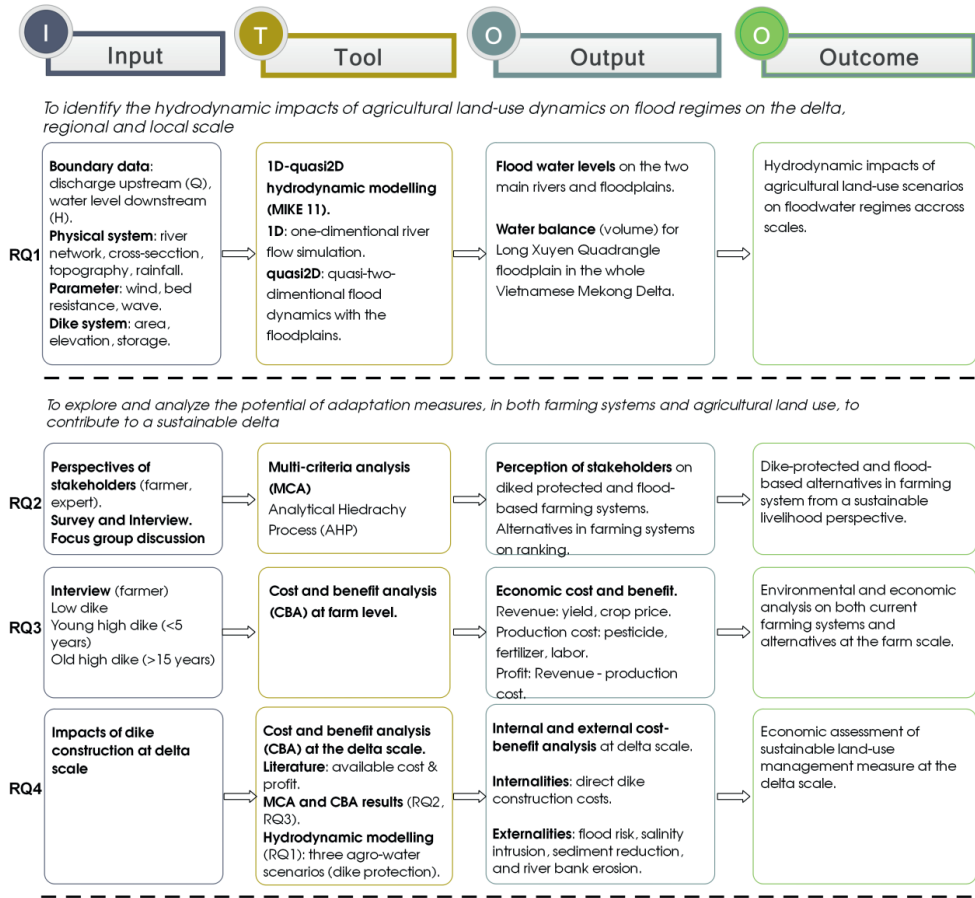 I
Input
T
Tool
O
Output
O
Outcome
To identify the hydrodynamic impacts of agricultural land-use dynamics on flood regimes on the delta,
regional and local scale
RQ1
Boundary data:
discharge upstream (Q),
water level downstream
(H).
Physical system: river
network, cross-secction,
topography, rainfall.
Parameter: wind, bed
resistance, wave.
Dike system: area,
elevation, storage.
1D-quasi2D
hydrodynamic modelling
(MIKE 11).
1D: one-dimentional river
flow simulation.
quasi2D: quasi-two-
dimentional flood
dynamics with the
floodplains.
Flood water levels on the two
main rivers and floodplains.
Water balance (volume) for
Long Xuyen Quadrangle
floodplain in the whole
Vietnamese Mekong Delta.
Hydrodynamic impacts of
agricultural land-use scenarios
on floodwater regimes accross
scales.
To explore and analyze the potential of adaptation measures, in both farming systems and agricultural land use, to
contribute to a sustainable delta
RQ2
Perspectives of
stakeholders (farmer,
expert).
Survey and Interview.
Focus group discussion
Multi-criteria analysis
(MCA)
Analytical Hiedrachy
Process (AHP)
Perception of stakeholders on
diked protected and flood-
based farming systems.
Alternatives in farming systems
on ranking.
Dike-protected and flood-
based alternatives in farming
system from a sustainable
livelihood perspective.
RQ3
Interview (farmer)
Low dike
Young high dike (<5
years)
Old high dike (>15 years)
Cost and benefit analysis
(CBA) at farm level.
Economic cost and benefit.
Revenue: yield, crop price.
Production cost: pesticide,
fertilizer, labor.
Profit: Revenue - production
cost.
Environmental and economic
analysis on both current
farming systems and
alternatives at the farm scale.
RQ4
Impacts of dike
construction at delta
scale
Cost and benefit analysis
(CBA) at the delta scale.
Literature: available cost &
profit.
MCA and CBA results (RQ2,
RQ3).
Hydrodynamic modelling
(RQ1): three agro-water
scenarios (dike protection).
Internal and external cost-
benefit analysis at delta scale.
Internalities: direct dike
construction costs.
Externalities: flood risk, salinity
intrusion, sediment reduction,
and river bank erosion.
Economic assessment of
sustainable land-use
management measure at the
delta scale.